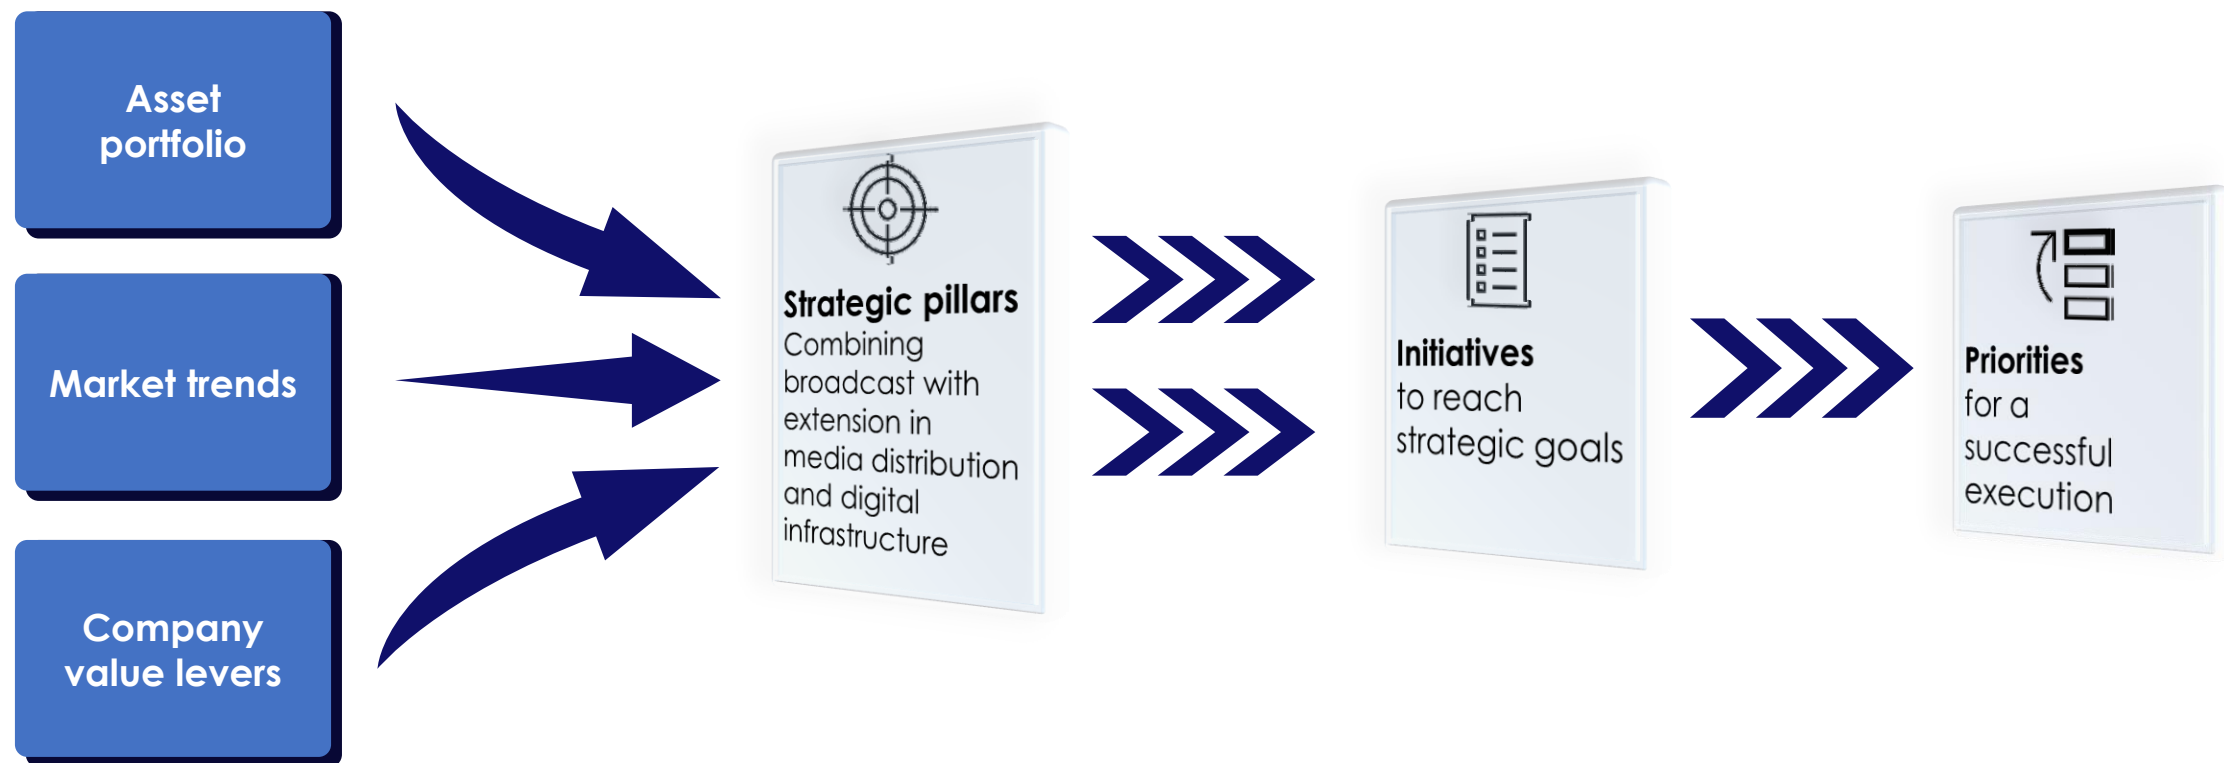 Asset
portfolio
Market trends
Company
value levers
Strategic pillars
Combining
broadcast with
extension in
media distribution
and digital
infrastructure
Initiatives
to reach
strategic goals
Priorities
for a
successful
execution